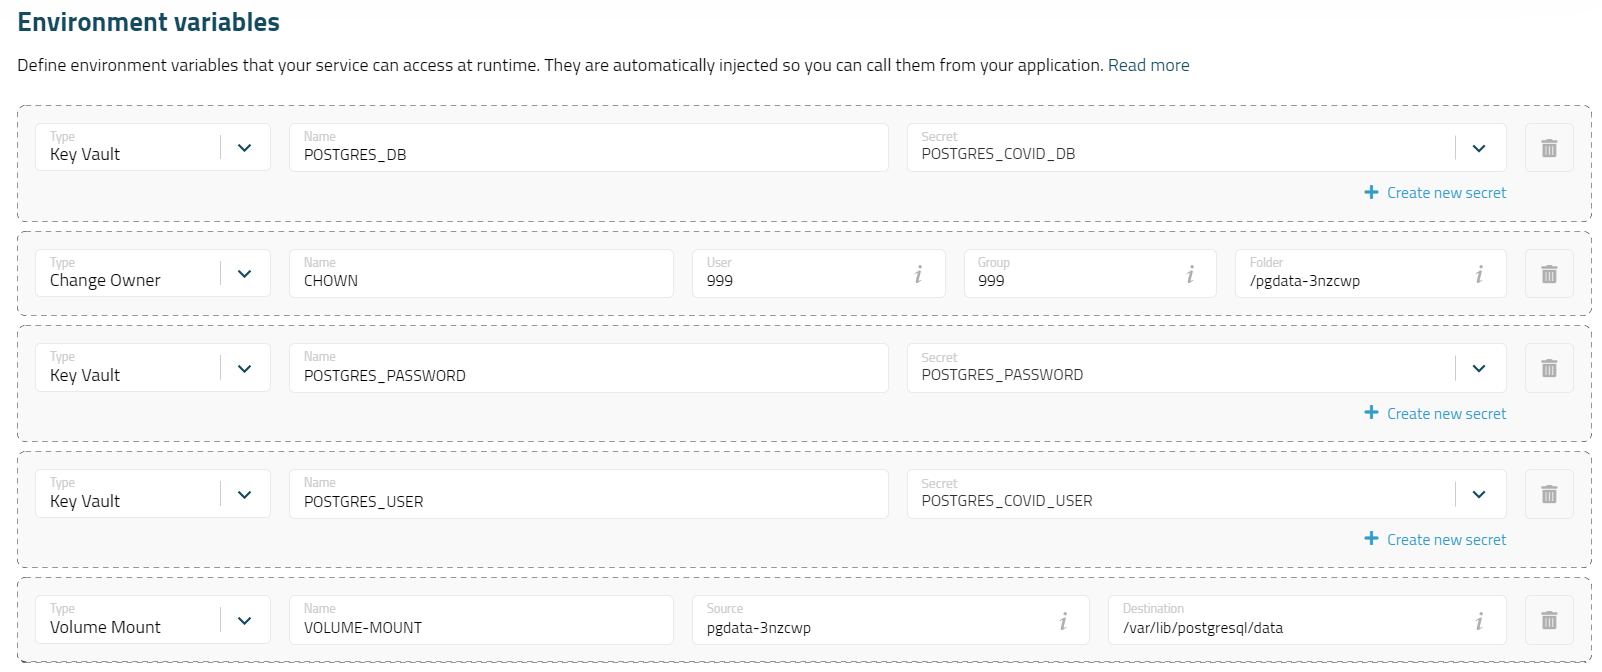 Environment variables
Define environment variables that your service can access at runtime. They are automatically injected so you can call them from your application. Read more
Type Name Secret
Key Vault POSTGRES_DB POSTGRES_COVID_DB
Create new secret
Type Name User Group Folder
Change Owner CHOWN 999 i 999 i /pgdata-3nzcwp i
Type Name Secret
Key Vault POSTGRES_PASSWORD POSTGRES_PASSWORD
Create new secret
Type Name Secret
Key Vault POSTGRES_USER POSTGRES_COVID_USER
Create new secret
Type Name Source Destination
Volume Mount VOLUME-MOUNT pgdata-3nzcwp i /var/lib/postgresql/data i